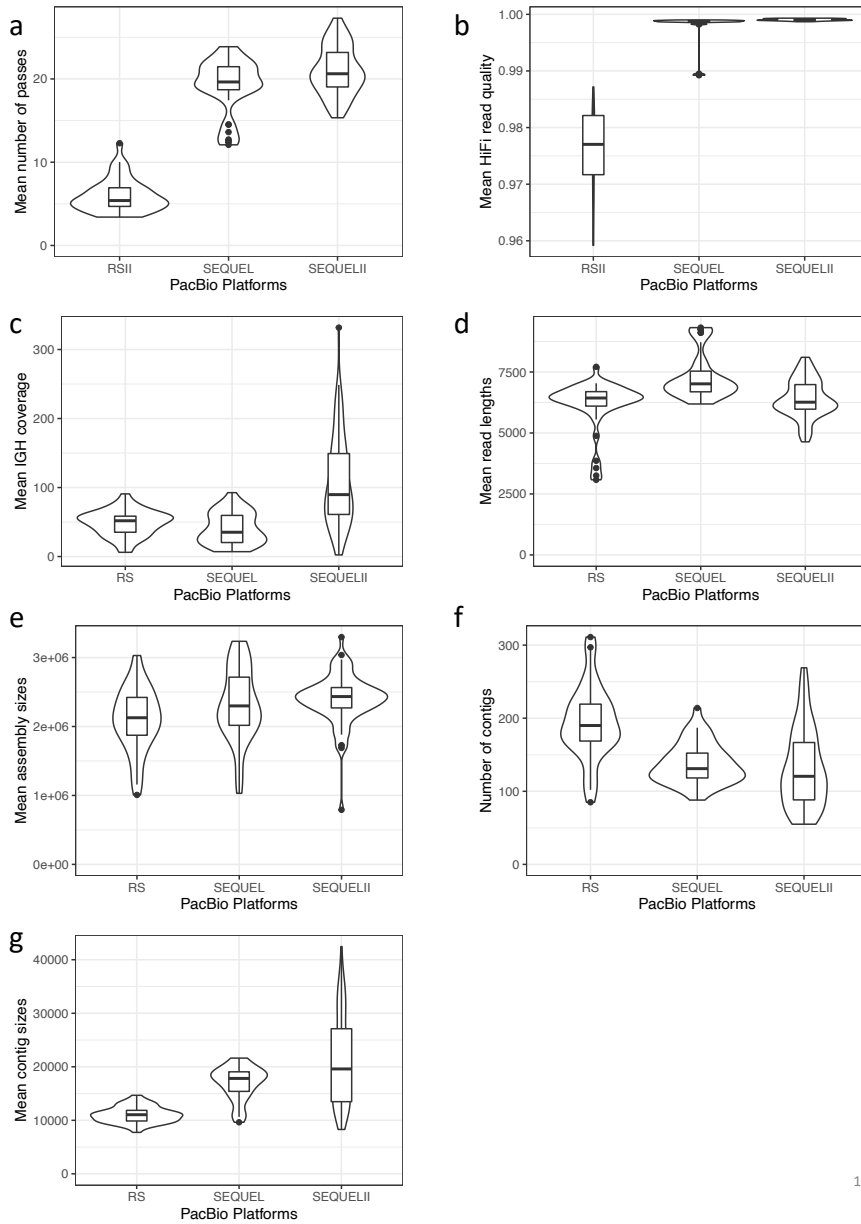 a
Mean number of passes
20
10
0
RSII SEQUEL SEQUELII
PacBio Platforms
b
Mean HiFi read quality
1.00
0.99
0.98
0.97
0.96
RSII SEQUEL SEQUELII
PacBio Platforms
c
Mean IGH coverage
300
200
100
0
RS SEQUEL SEQUELII
PacBio Platforms
d
Mean read lengths
7500
5000
2500
0
RS SEQUEL SEQUELII
PacBio Platforms
e
Mean assembly sizes
3e+06
2e+06
1e+06
0e+00
RS SEQUEL SEQUELII
PacBio Platforms
f
Number of contigs
300
200
100
0
RS SEQUEL SEQUELII
PacBio Platforms
g
Mean contig sizes
40000
30000
20000
10000
0
RS SEQUEL SEQUELII
PacBio Platforms
1